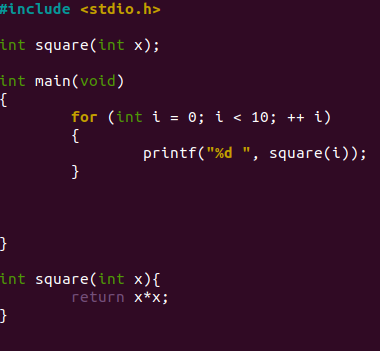 #include <stdio.h>
int square(int x);
int main(void)
{
for (int i = 0; i < 10; ++ i)
{
printf("%d ", square(i));
}
}
int square(int x){
return x*x;
}